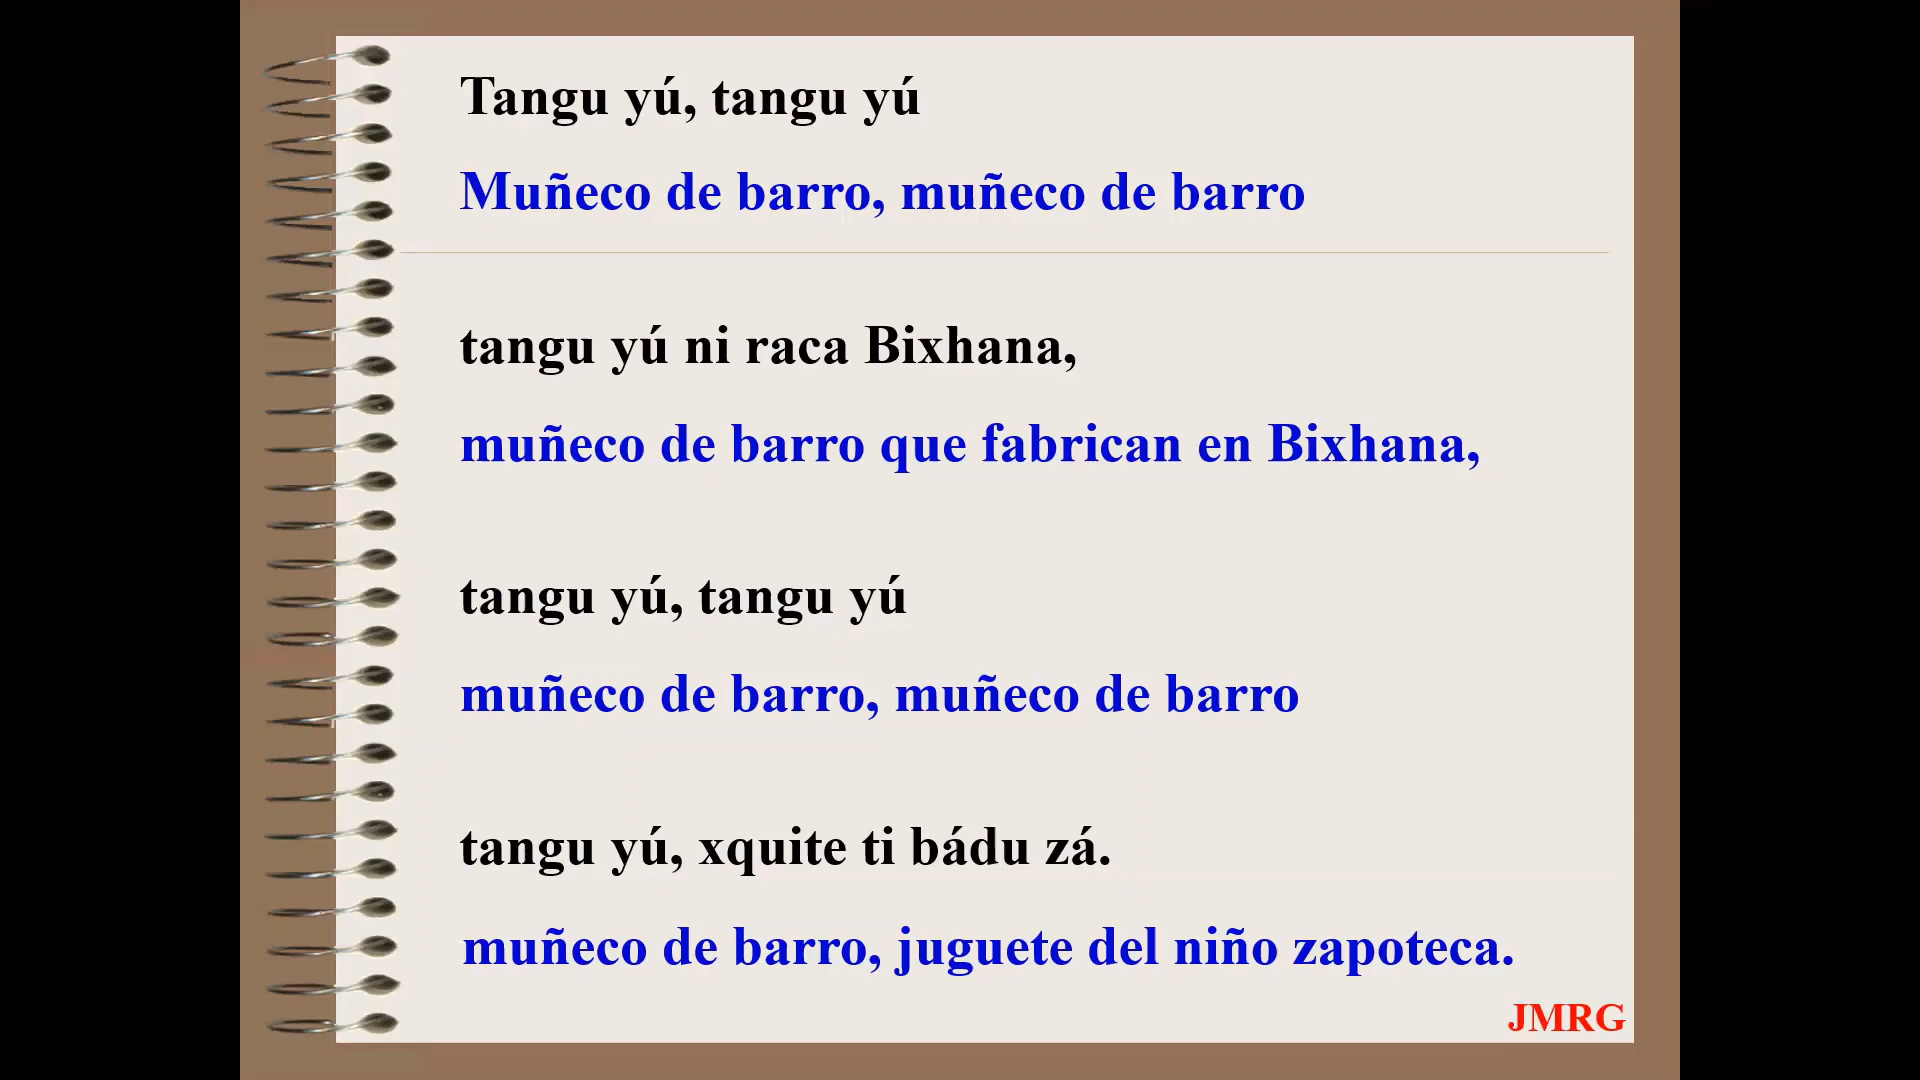 Tangu yú, tangu yú
Muñeco de barro, muñeco de barro
tangu yú ni raca Bixhana,
muñeco de barro que fabrican en Bixhana,
tangu yú, tangu yú
muñeco de barro, muñeco de barro
tangu yú, xquite ti bádu zá.
muñeco de barro, juguete del niño zapoteca.
JMRG